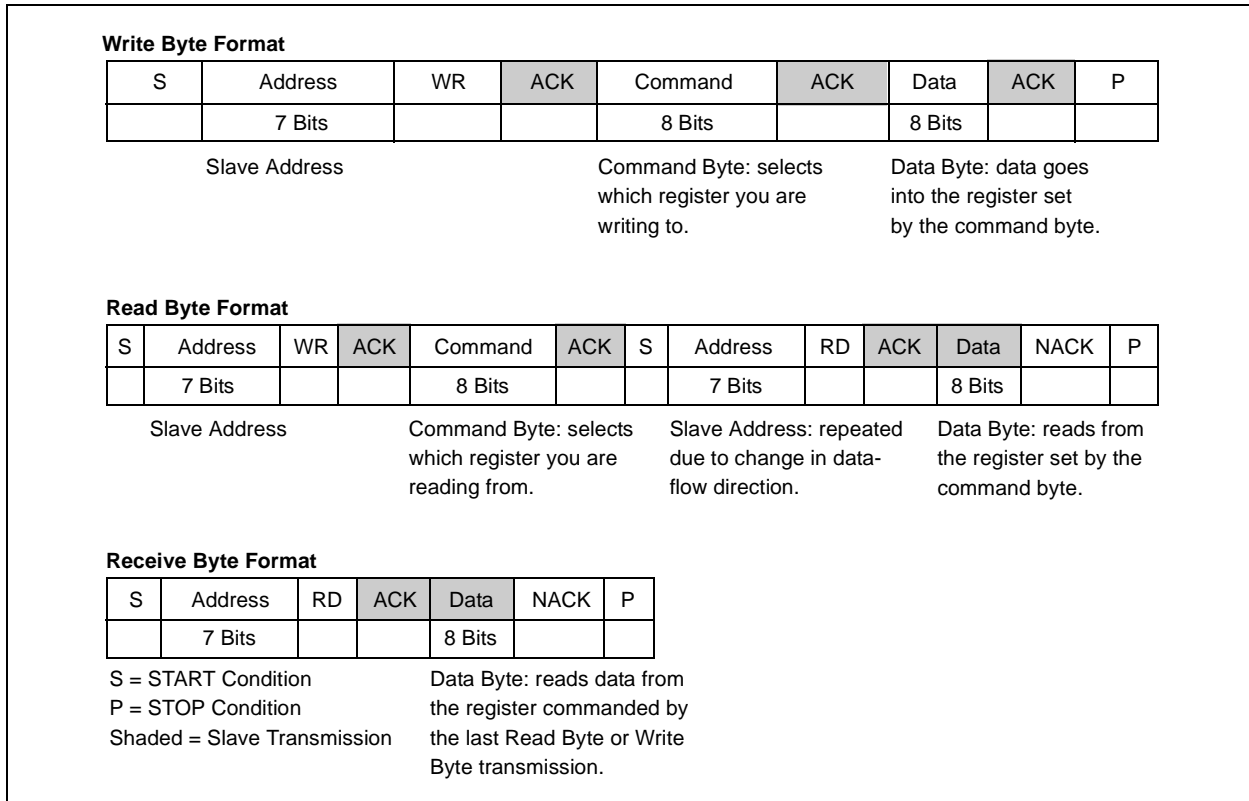 Write Byte Format
S Address WR ACK Command ACK Data ACK P
7 Bits 8 Bits 8 Bits
Slave Address
Command Byte: selects
which register you are
writing to.
Data Byte: data goes
into the register set
by the command byte.
Read Byte Format
S Address WR ACK Command ACK S Address RD ACK Data NACK P
7 Bits 8 Bits 7 Bits 8 Bits
Slave Address
Command Byte: selects
which register you are
reading from.
Slave Address: repeated
due to change in data-
flow direction.
Data Byte: reads from
the register set by the
command byte.
Receive Byte Format
S Address RD ACK Data NACK P
7 Bits 8 Bits
S = START Condition
P = STOP Condition
Shaded = Slave Transmission
Data Byte: reads data from
the register commanded by
the last Read Byte or Write
Byte transmission.